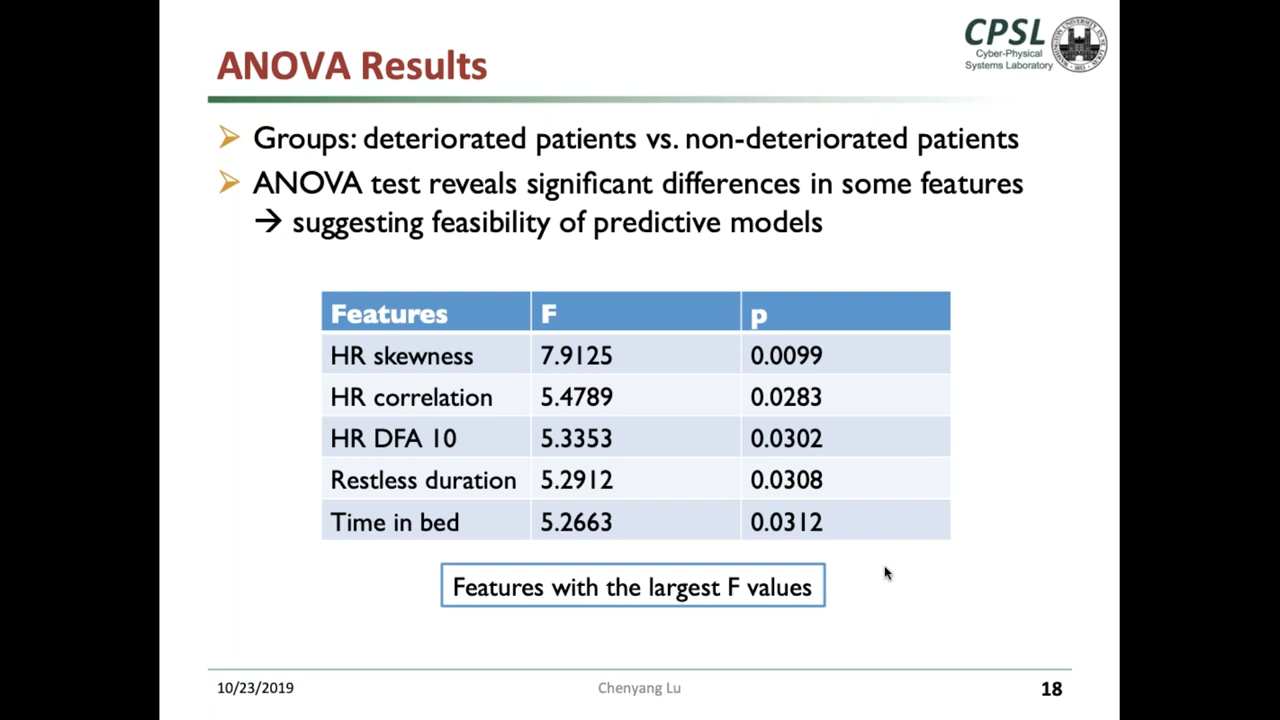 CPSL
Cyber-Physical
Systems Laboratory
ANOVA Results
Groups: deteriorated patients vs. non-deteriorated patients
ANOVA test reveals significant differences in some features
→ suggesting feasibility of predictive models
Features F p
HR skewness 7.9125 0.0099
HR correlation 5.4789 0.0283
HR DFA 10 5.3353 0.0302
Restless duration 5.2912 0.0308
Time in bed 5.2663 0.0312
Features with the largest F values
10/23/2019 Chenyang Lu 18